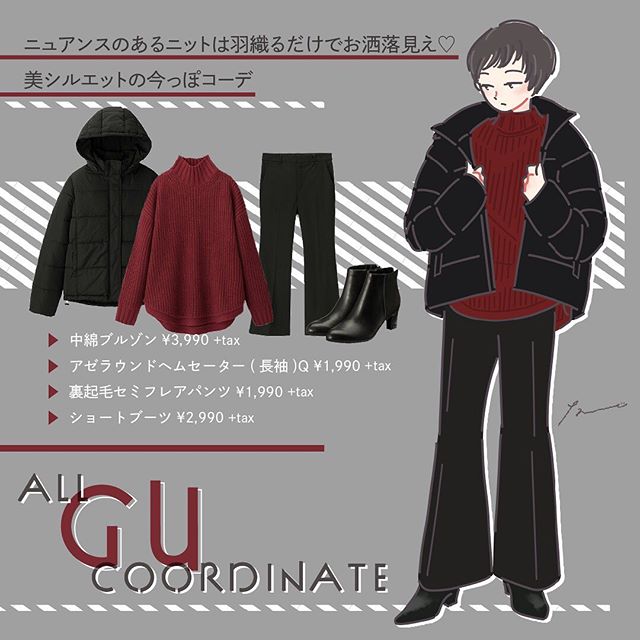 ニュアンスのあるニットは羽織るだけでお洒落見え♡
美シルエットの今っぽコーデ
中綿ブルゾン ¥3,990 +tax
アゼラウンドヘムセーター ( 長袖 )Q ¥1,990 +tax
裏起毛セミフレアパンツ ¥1,990 +tax
ショートブーツ ¥2,990 +tax
ALL
GU
COORDINATE